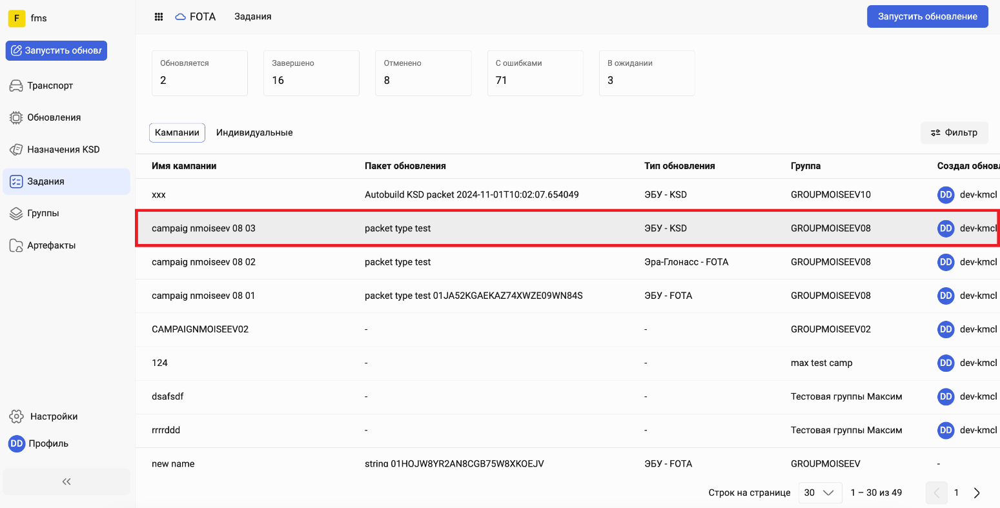 F fms
Запустить обновл
Транспорт
Обновления
Назначения KSD
Задания
Группы
Артефакты
Настройки
DD Профиль
FOTA Задания Запустить обновление
Обновляется Завершено Отменено С ошибками В ожидании
2 16 8 71 3
Кампании Индивидуальные Фильтр
Имя кампании Пакет обновления Тип обновления Группа Создал обновл
xxx Autobuild KSD packet 2024-11-01T10:02:07.654049 ЭБУ - KSD GROUPMOISEEV10 DD dev-kmcl
campaig nmoiseev 08 03 packet type test ЭБУ - KSD GROUPMOISEEV08 DD dev-kmcl
campaig nmoiseev 08 02 packet type test Эра-Глонасс - FOTA GROUPMOISEEV08 DD dev-kmcl
campaig nmoiseev 08 01 packet type test 01JA52KGAEKAZ74XWZE09WN84S ЭБУ - FOTA GROUPMOISEEV08 DD dev-kmcl
CAMPAIGNMOISEEV02 - - GROUPMOISEEV02 DD dev-kmcl
124 - - max test camp DD dev-kmcl
dsafsdf - - Тестовая группы Максим DD dev-kmcl
rrrrddd - - Тестовая группы Максим DD dev-kmcl
new name string 01HQJW8YR2AN8CGB75W8XKQEJV ЭБУ - FOTA GROUPMOISEEV -
Строк на странице 30 1 – 30 из 49 1